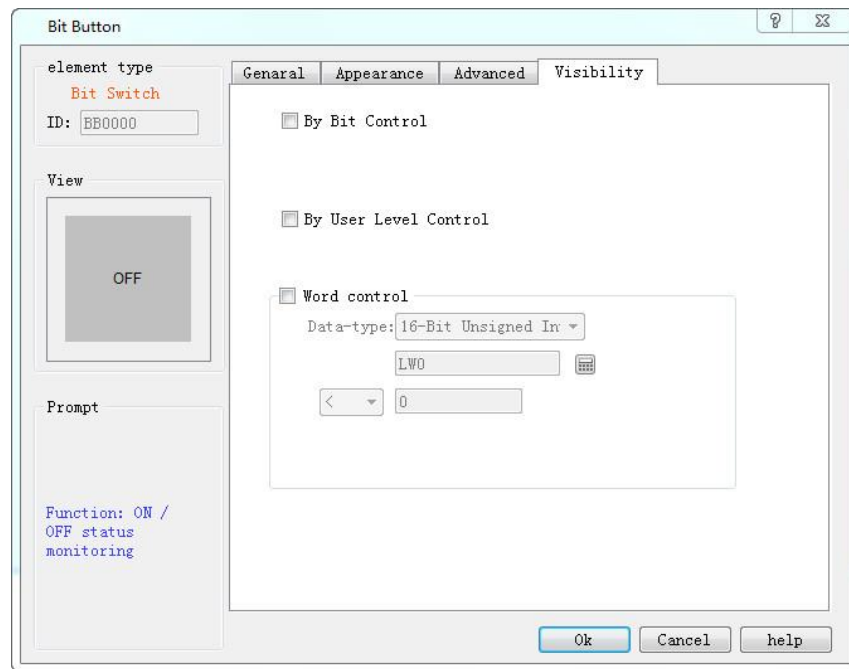 Bit Button
element type
Bit Switch
ID: BB0000
View
OFF
Prompt
Function: ON /
OFF status
monitoring
Genaral Appearance Advanced Visibility
By Bit Control
By User Level Control
Word control
Data-type: 16-Bit Unsigned In
LW0
< 0
Ok Cancel help